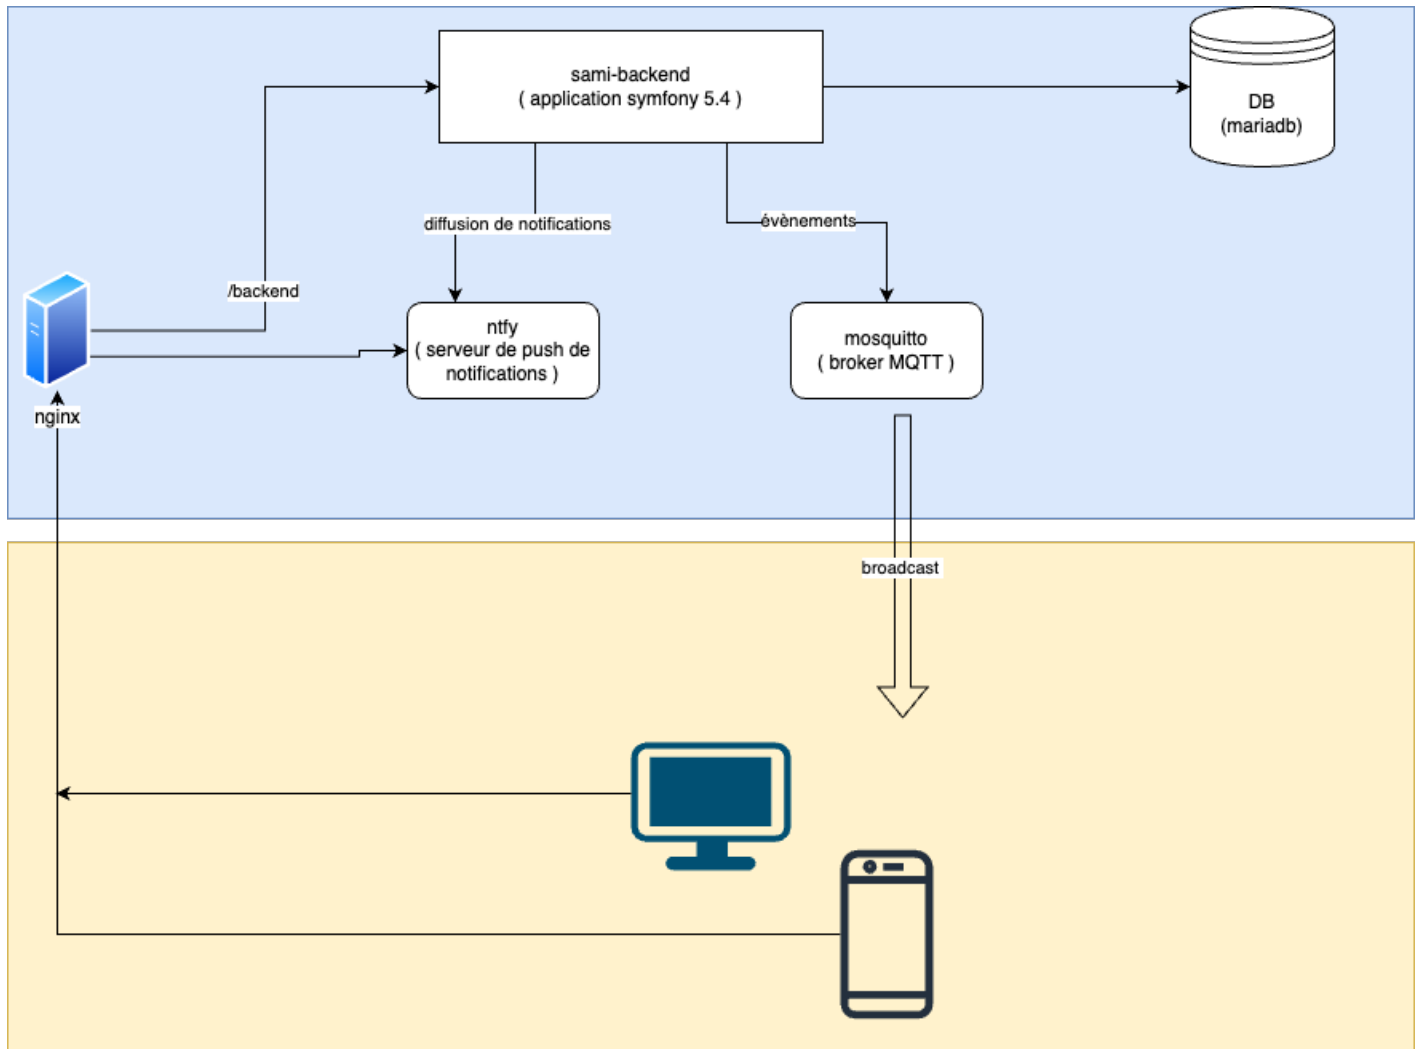 sami-backend
( application symfony 5.4 )
DB
(mariadb)
diffusion de notifications
évènements
/backend
ntfy
( serveur de push de
notifications )
mosquitto
( broker MQTT )
nginx
broadcast